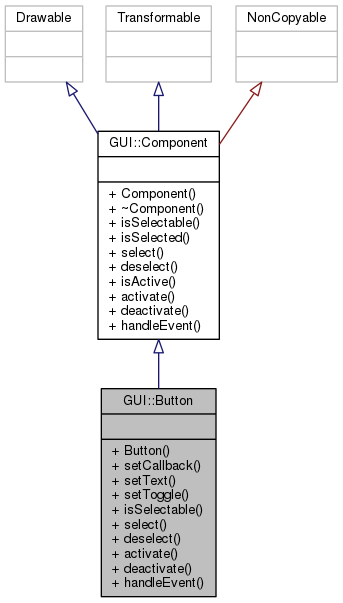 Drawable
Transformable
NonCopyable
GUI::Component
+ Component()
+ ~Component()
+ isSelectable()
+ isSelected()
+ select()
+ deselect()
+ isActive()
+ activate()
+ deactivate()
+ handleEvent()
GUI::Button
+ Button()
+ setCallback()
+ setText()
+ setToggle()
+ isSelectable()
+ select()
+ deselect()
+ activate()
+ deactivate()
+ handleEvent()